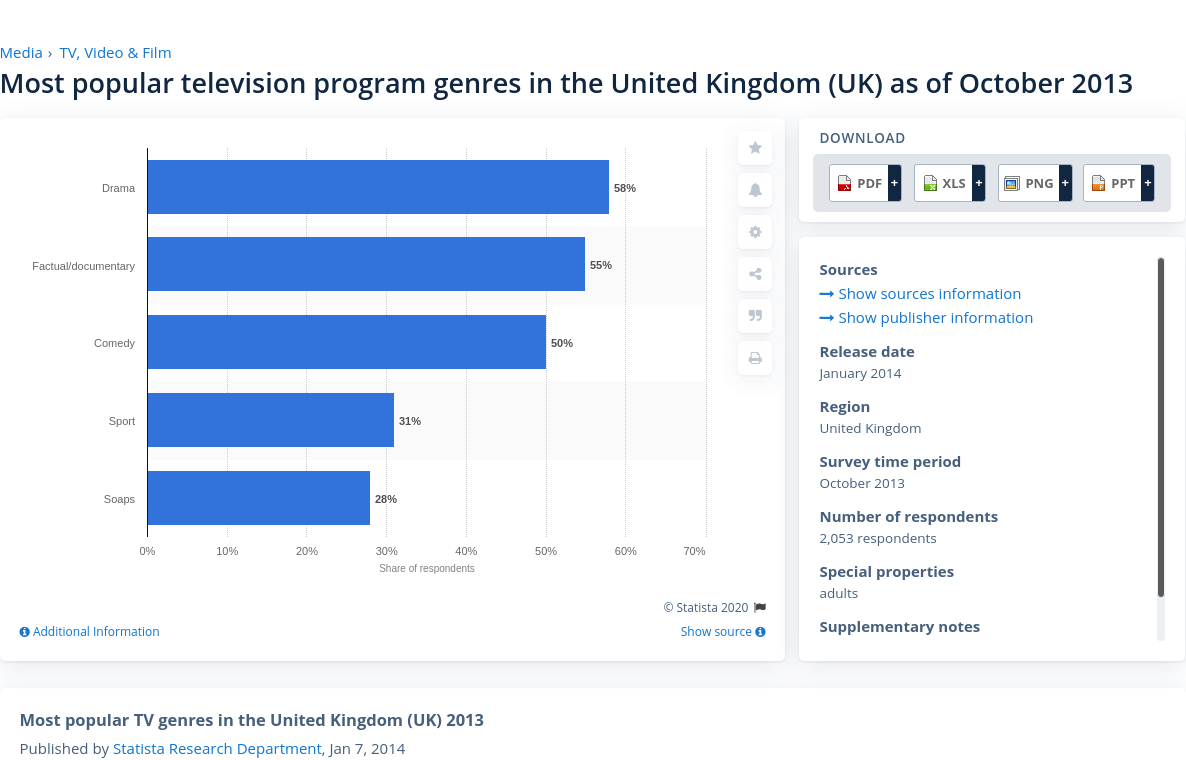 Media › TV, Video & Film
Most popular television program genres in the United Kingdom (UK) as of October 2013
Drama 58%
Factual/documentary 55%
Comedy 50%
Sport 31%
Soaps 28%
0% 10% 20% 30% 40% 50% 60% 70%
Share of respondents
© Statista 2020
Additional Information
Show source
DOWNLOAD
PDF + XLS + PNG + PPT +
Sources
Show sources information
Show publisher information
Release date
January 2014
Region
United Kingdom
Survey time period
October 2013
Number of respondents
2,053 respondents
Special properties
adults
Supplementary notes
Most popular TV genres in the United Kingdom (UK) 2013
Published by Statista Research Department, Jan 7, 2014